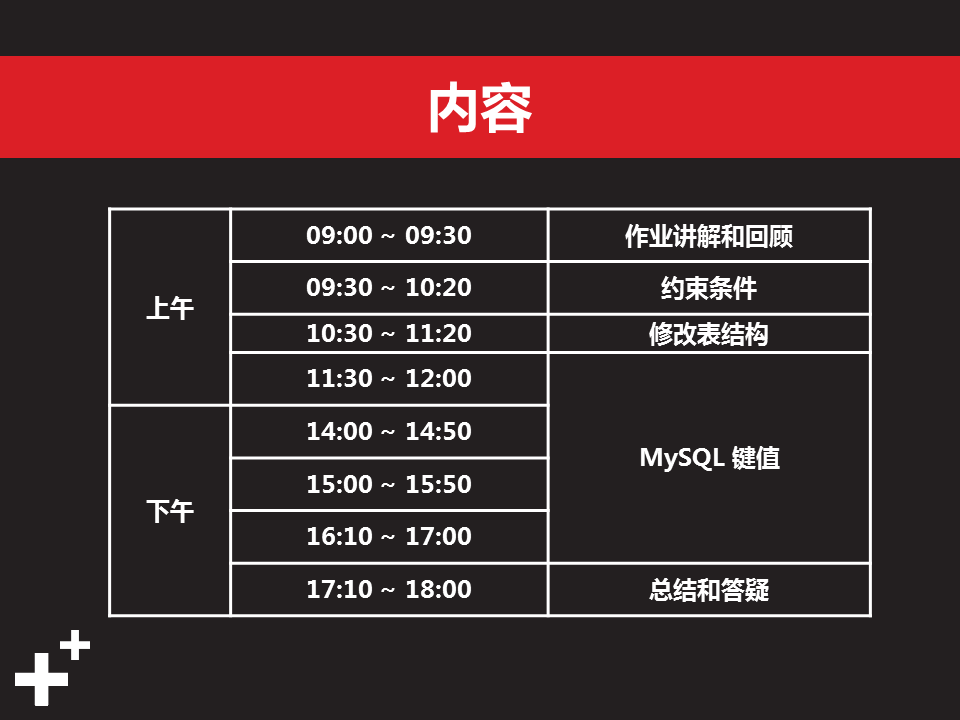 内容
上午
09:00 ~ 09:30
作业讲解和回顾
09:30 ~ 10:20
约束条件
10:30 ~ 11:20
修改表结构
11:30 ~ 12:00
MySQL 键值
下午
14:00 ~ 14:50
15:00 ~ 15:50
16:10 ~ 17:00
17:10 ~ 18:00
总结和答疑